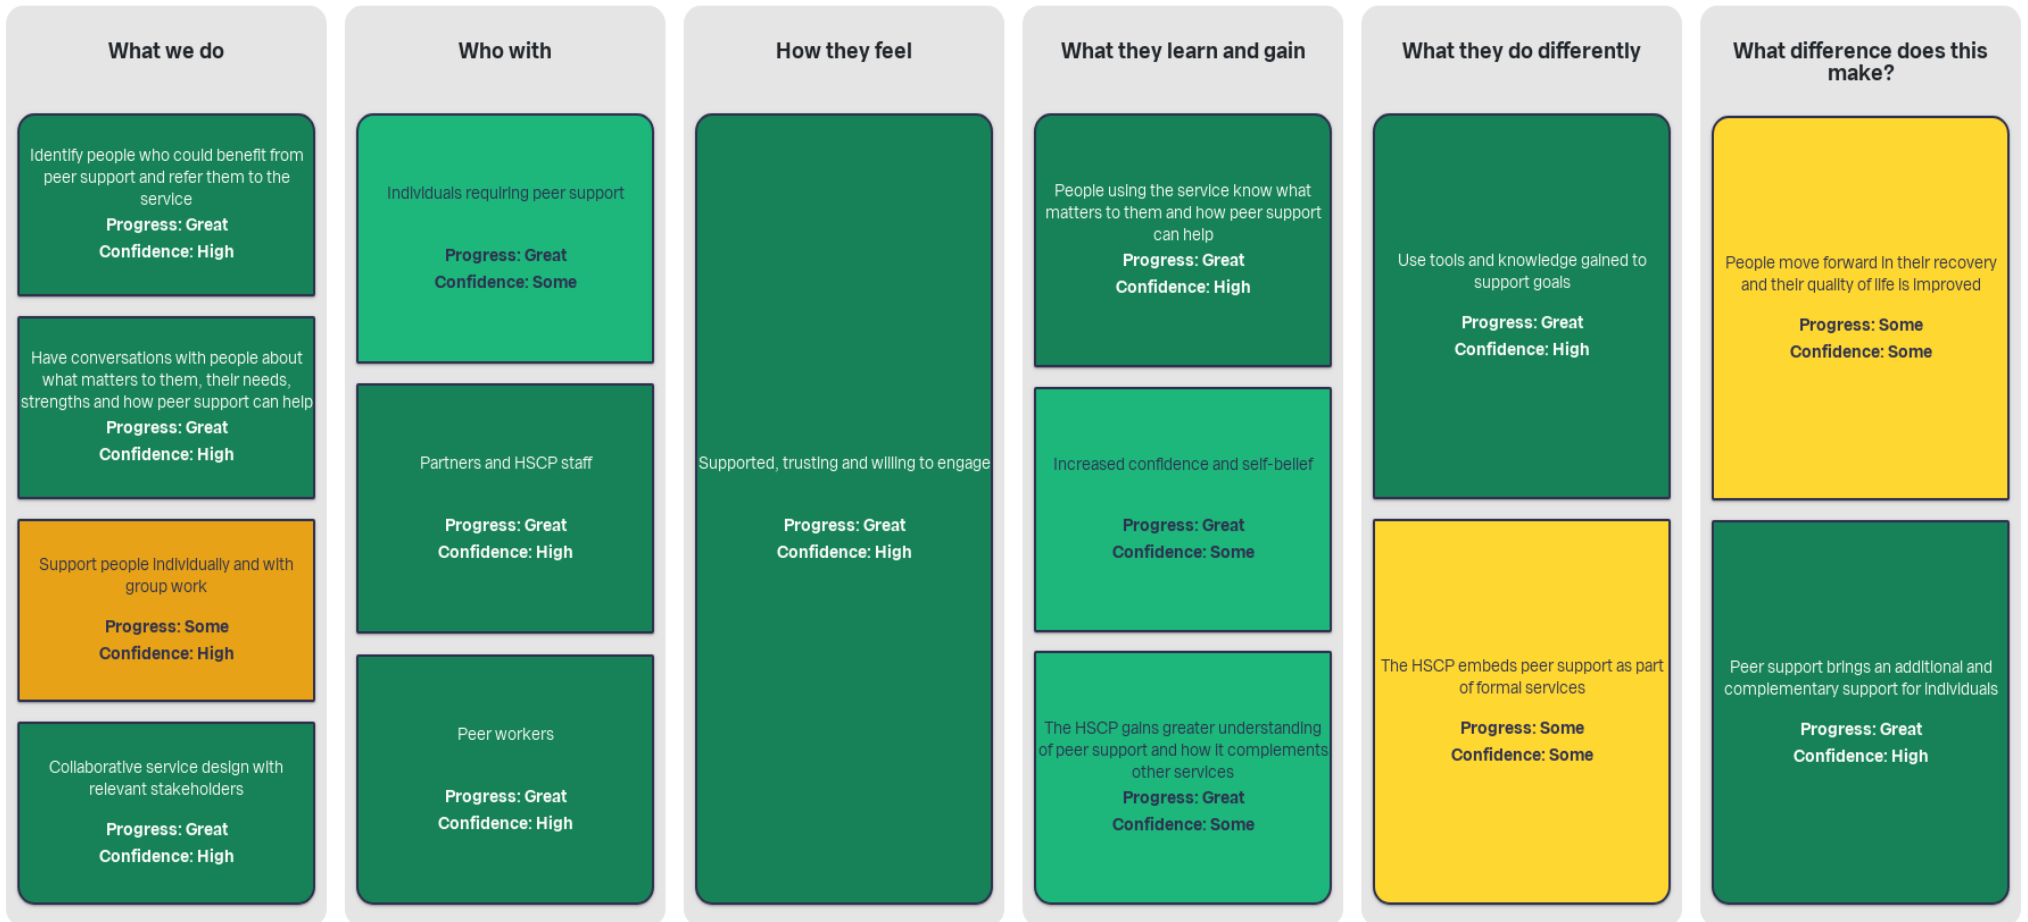 What we do
Identify people who could benefit from
peer support and refer them to the
service
Progress: Great
Confidence: High
Have conversations with people about
what matters to them, their needs,
strengths and how peer support can help
Progress: Great
Confidence: High
Support people individually and with
group work
Progress: Some
Confidence: High
Collaborative service design with
relevant stakeholders
Progress: Great
Confidence: High
Who with
Individuals requiring peer support
Progress: Great
Confidence: Some
Partners and HSCP staff
Progress: Great
Confidence: High
Peer workers
Progress: Great
Confidence: High
How they feel
Supported, trusting and willing to engage
Progress: Great
Confidence: High
What they learn and gain
People using the service know what
matters to them and how peer support
can help
Progress: Great
Confidence: High
Increased confidence and self-belief
Progress: Great
Confidence: Some
The HSCP gains greater understanding
of peer support and how it complements
other services
Progress: Great
Confidence: Some
What they do differently
Use tools and knowledge gained to
support goals
Progress: Great
Confidence: High
The HSCP embeds peer support as part
of formal services
Progress: Some
Confidence: Some
What difference does this
make?
People move forward in their recovery
and their quality of life is improved
Progress: Some
Confidence: Some
Peer support brings an additional and
complementary support for individuals
Progress: Great
Confidence: High